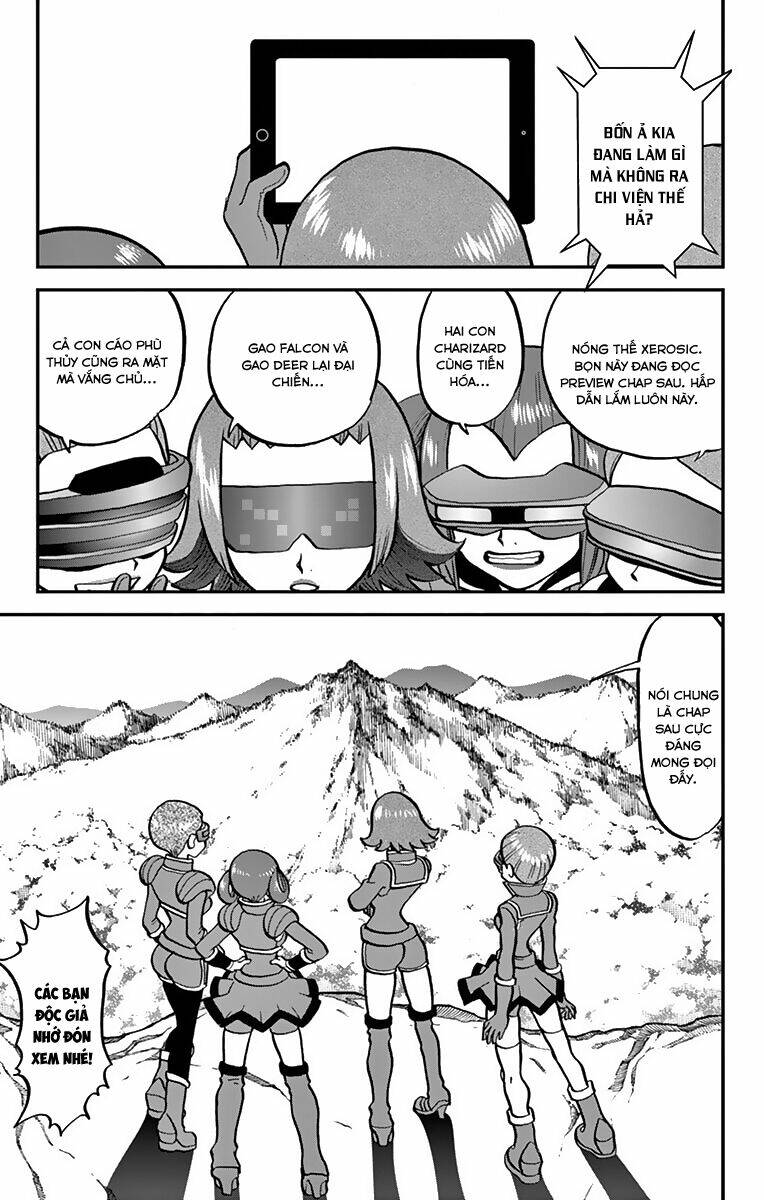 BỐN Ả KIA
ĐANG LÀM GÌ
MÀ KHÔNG RA
CHI VIỆN THẾ
HẢ?
NÓNG THẾ XEROSIC.
BỌN NÀY ĐANG ĐỌC
PREVIEW CHAP SAU. HẤP
DẪN LẮM LUÔN NÀY.
HAI CON
CHARIZARD
CÙNG TIẾN
HÓA...
GAO FALCON VÀ
GAO DEER LẠI ĐẠI
CHIẾN...
CẢ CON CÁO PHÙ
THỦY CŨNG RA MẶT
MÀ VẮNG CHỦ...
NÓI CHUNG
LÀ CHAP
SAU CỰC
ĐÁNG
MONG ĐỢI
ĐẤY.
CÁC BẠN
ĐỘC GIẢ
NHỚ ĐÓN
XEM NHÉ!